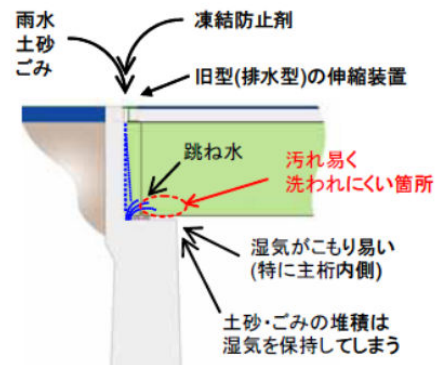 雨水
土砂
ごみ
凍結防止剤
旧型(排水型)の伸縮装置
跳ね水
汚れ易く
洗われにくい箇所
湿気がこもり易い
(特に主桁内側)
土砂・ごみの堆積は
湿気を保持してしまう